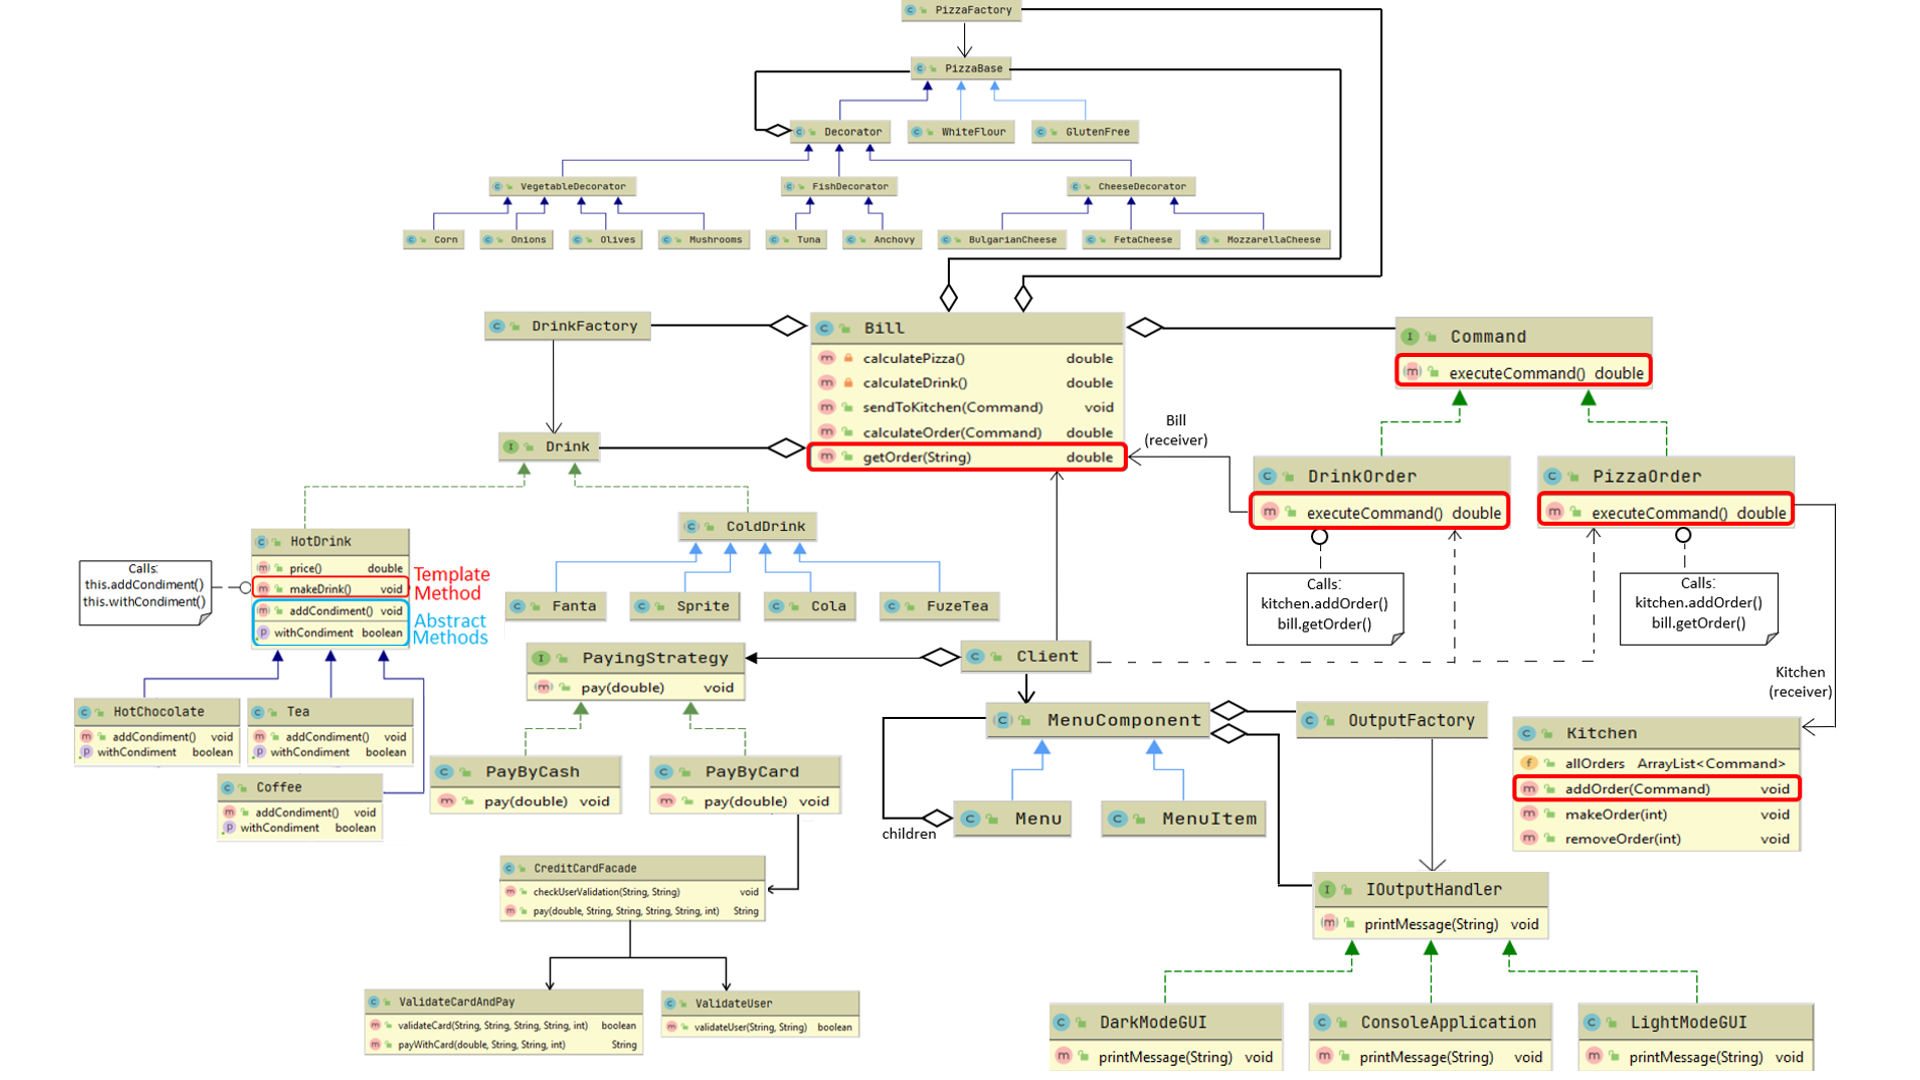 PizzaFactory
PizzaBase
Decorator
WhiteFlour
GlutenFree
VegetableDecorator
FishDecorator
CheeseDecorator
Corn
Onions
Olives
Mushrooms
Tuna
Anchovy
BulgarianCheese
FetaCheese
MozzarellaCheese
DrinkFactory
Bill
calculatePizza() double
calculateDrink() double
sendToKitchen(Command) void
calculateOrder(Command) double
getOrder(String) double
Command
executeCommand() double
Bill
(receiver)
DrinkOrder
executeCommand() double
PizzaOrder
executeCommand() double
Calls:
kitchen.addOrder()
bill.getOrder()
Calls:
kitchen.addOrder()
bill.getOrder()
Kitchen
(receiver)
Drink
HotDrink
price() double
makeDrink() void
addCondiment() void
withCondiment boolean
Template
Method
Abstract
Methods
Calls:
this.addCondiment()
this.withCondiment()
ColdDrink
Fanta
Sprite
Cola
FuzeTea
HotChocolate
addCondiment() void
withCondiment boolean
Tea
addCondiment() void
withCondiment boolean
Coffee
addCondiment() void
withCondiment boolean
PayingStrategy
pay(double) void
Client
PayByCash
pay(double) void
PayByCard
pay(double) void
MenuComponent
OutputFactory
children
Menu
MenuItem
Kitchen
allOrders ArrayList<Command>
addOrder(Command) void
makeOrder(int) void
removeOrder(int) void
CreditCardFacade
checkUserValidation(String, String) void
pay(double, String, String, String, String, int) String
IOutputHandler
printMessage(String) void
ValidateCardAndPay
validateCard(String, String, String, String, int) boolean
payWithCard(double, String, String, int) String
ValidateUser
validateUser(String, String) boolean
DarkModeGUI
printMessage(String) void
ConsoleApplication
printMessage(String) void
LightModeGUI
printMessage(String) void